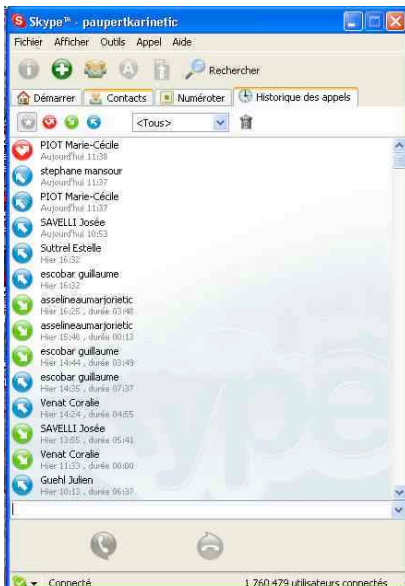 Skype™ - paupertkarinetic
Fichier Afficher Outils Appel Aide
Rechercher
Démarrer Contacts Numéroter Historique des appels
<Tous>
PIOT Marie-Cécile
Aujourd'hui 11:38
stephane mansour
Aujourd'hui 11:37
PIOT Marie-Cécile
Aujourd'hui 11:37
SAVELLI Josée
Aujourd'hui 10:53
Suttrel Estelle
Hier 16:32
escobar guillaume
Hier 16:32
asselineaumarjorietic
Hier 16:25 , durée 03:48
asselineaumarjorietic
Hier 15:46 , durée 00:13
escobar guillaume
Hier 14:44 , durée 03:49
escobar guillaume
Hier 14:35 , durée 07:37
Venat Coralie
Hier 14:24 , durée 04:55
SAVELLI Josée
Hier 13:55 , durée 05:41
Venat Coralie
Hier 11:33 , durée 00:00
Guehl Julien
Hier 10:13 , durée 06:37
Connecté 1 760 479 utilisateurs connectés